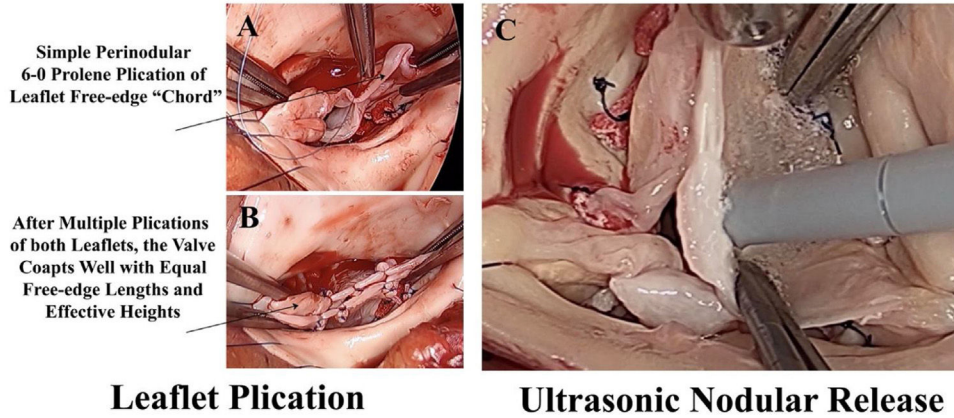 A
Simple Perinodular
6-0 Prolene Plication of
Leaflet Free-edge “Chord”
B
After Multiple Plications
of both Leaflets, the Valve
Coapts Well with Equal
Free-edge Lengths and
Effective Heights
Leaflet Plication
C
Ultrasonic Nodular Release